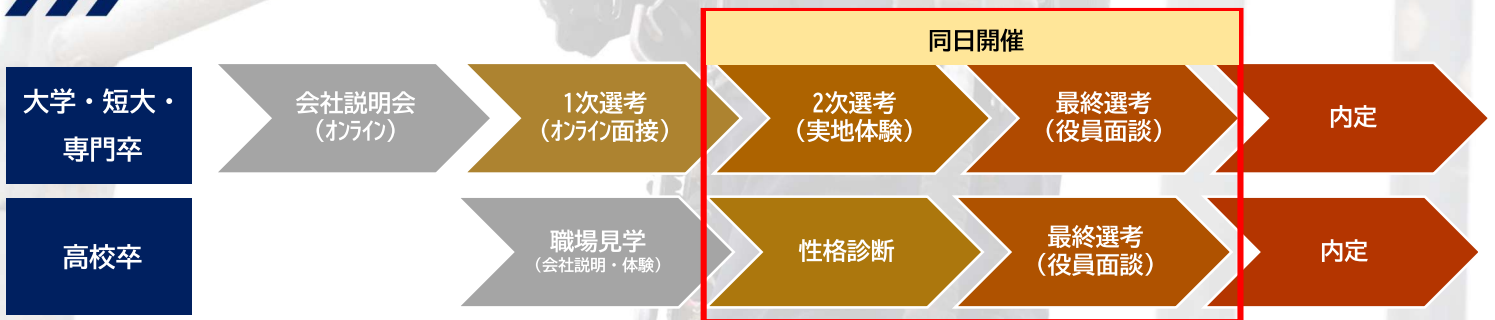 同日開催
大学・短大・
専門卒
会社説明会
（ｵﾝﾗｲﾝ）
1次選考
（ｵﾝﾗｲﾝ面接）
2次選考
（実地体験）
最終選考
（役員面談）
内定
高校卒
職場見学
（会社説明・体験）
性格診断
最終選考
（役員面談）
内定